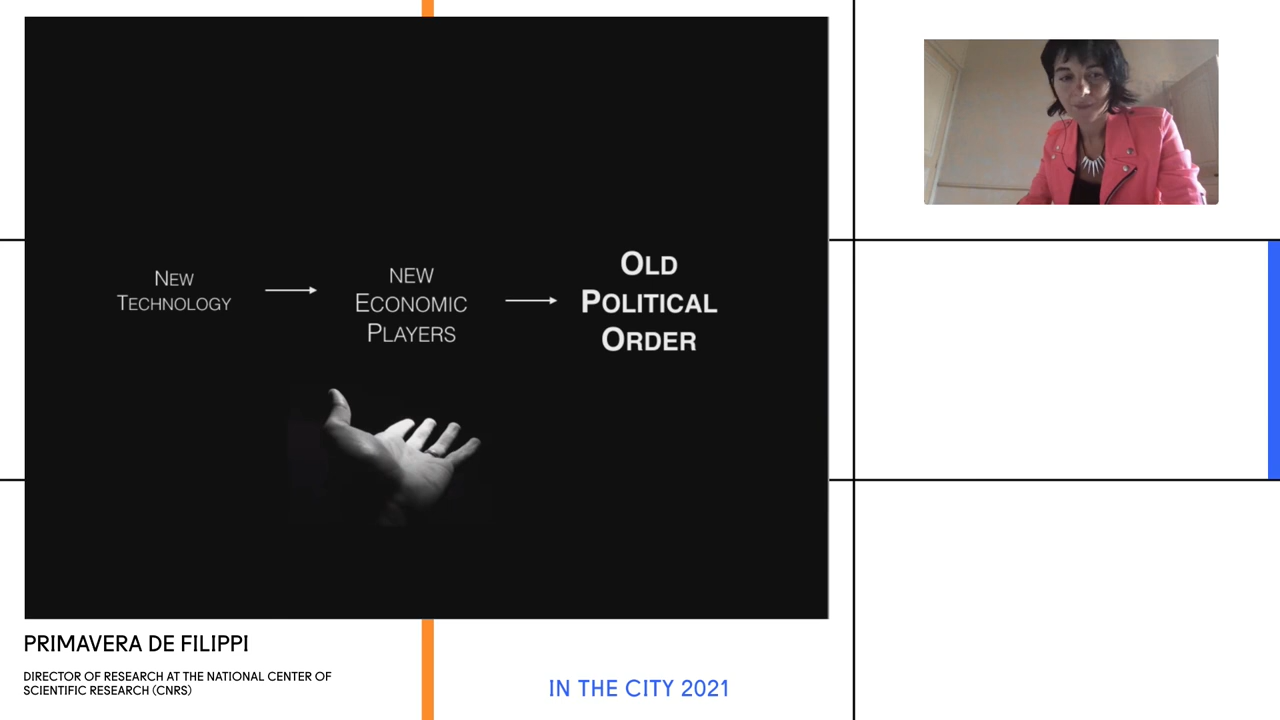 New
Technology
new
Economic
Players
Old
Political
Order
PRIMAVERA DE FILIPPI
DIRECTOR OF RESEARCH AT THE NATIONAL CENTER OF
SCIENTIFIC RESEARCH (CNRS)
IN THE CITY 2021